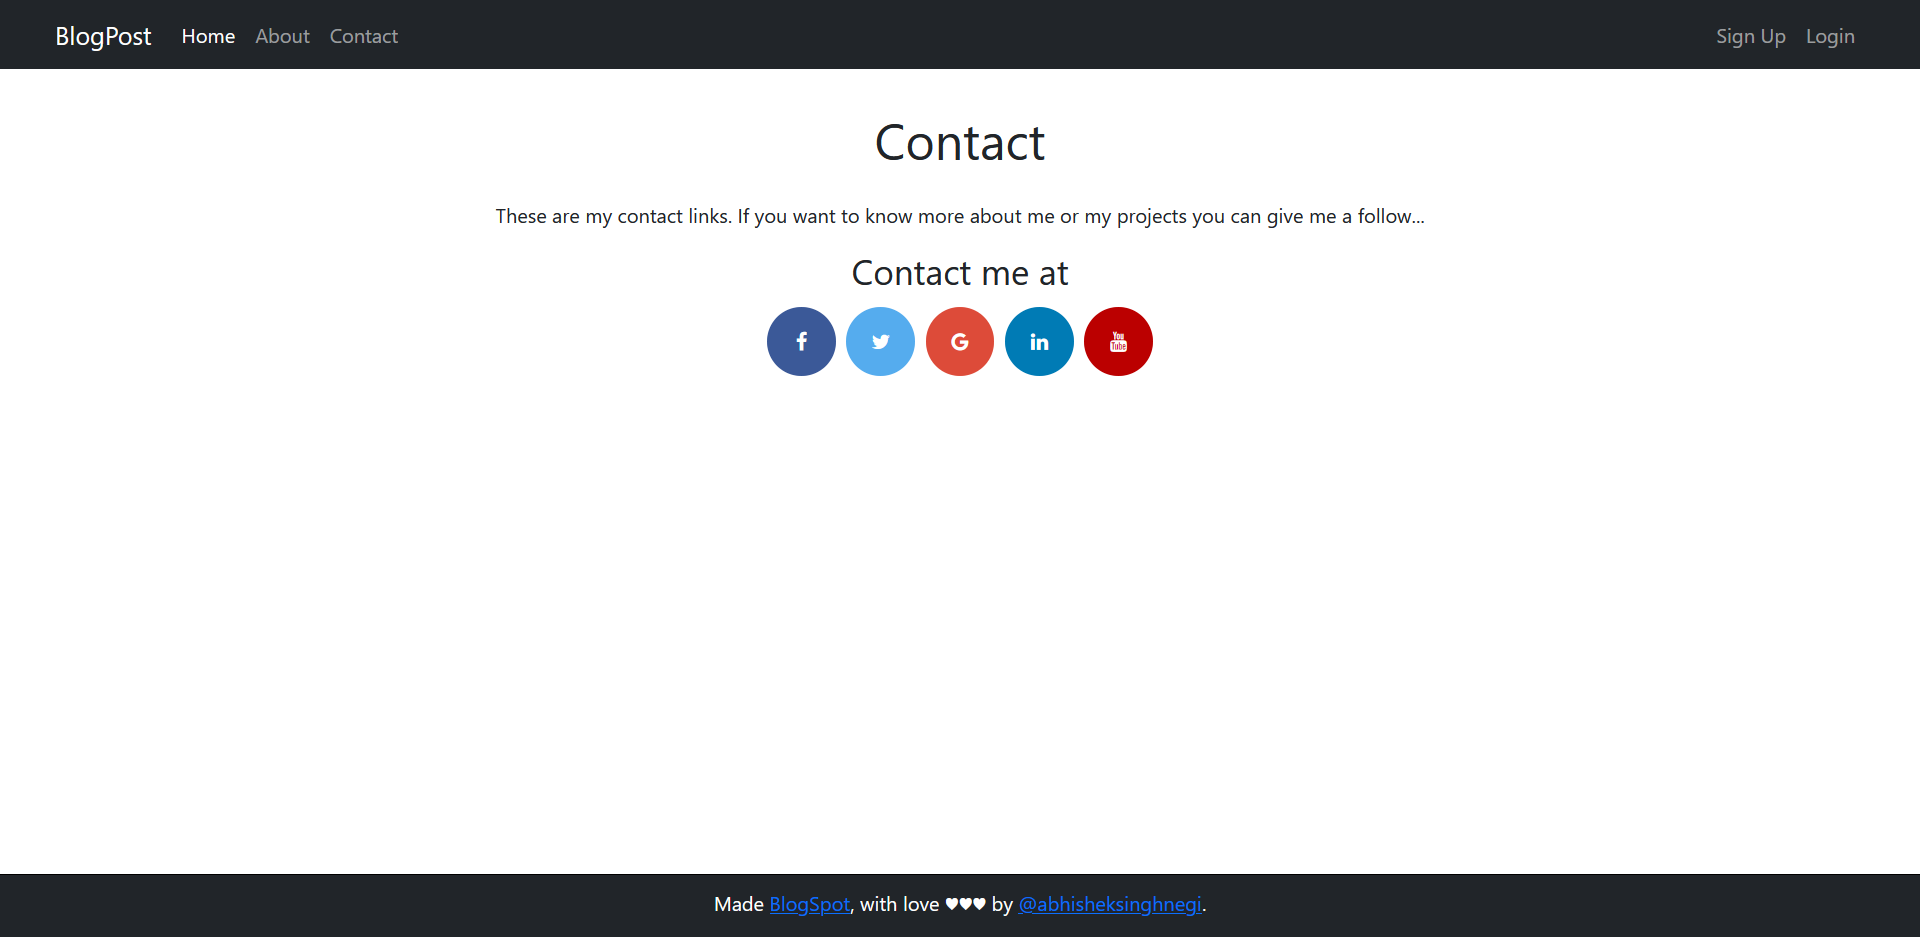 BlogPost Home About Contact Sign Up Login
Contact
These are my contact links. If you want to know more about me or my projects you can give me a follow...
Contact me at
f G in You Tube
Made BlogSpot, with love ♥♥♥ by @abhisheksinghnegi.